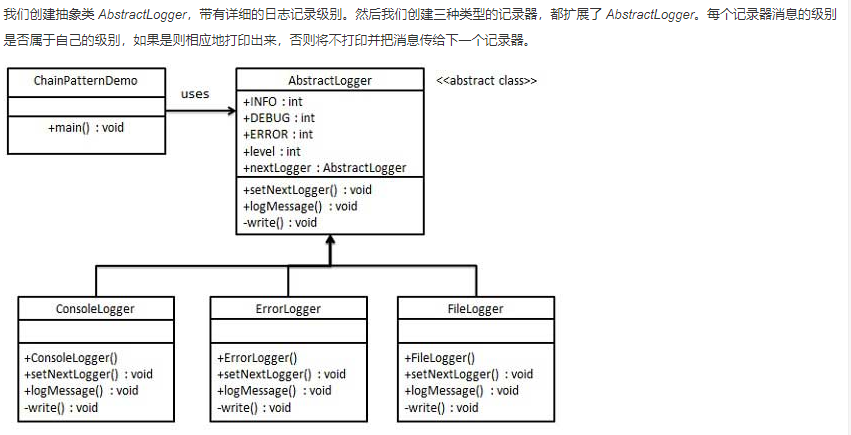 我们创建抽象类 AbstractLogger，带有详细的日志记录级别。然后我们创建三种类型的记录器，都扩展了 AbstractLogger。每个记录器消息的级别
是否属于自己的级别，如果是则相应地打印出来，否则将不打印并把消息传给下一个记录器。
ChainPatternDemo
+main() : void
uses
AbstractLogger
<<abstract class>>
+INFO : int
+DEBUG : int
+ERROR : int
+level : int
+nextLogger : AbstractLogger
+setNextLogger() : void
+logMessage() : void
-write() : void
ConsoleLogger
+ConsoleLogger()
+setNextLogger() : void
+logMessage() : void
-write() : void
ErrorLogger
+ErrorLogger()
+setNextLogger() : void
+logMessage() : void
-write() : void
FileLogger
+FileLogger()
+setNextLogger() : void
+logMessage() : void
-write() : void